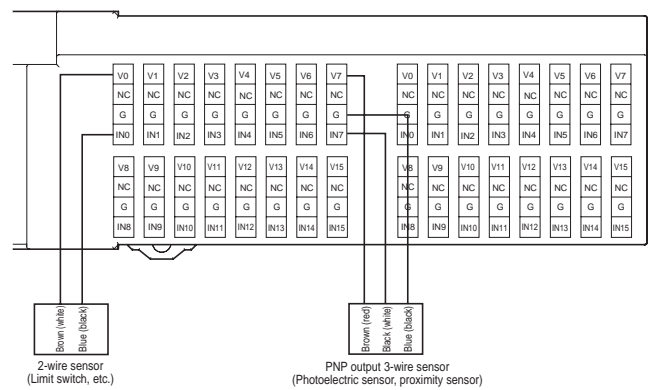 V0 V1 V2 V3 V4 V5 V6 V7 V0 V1 V2 V3 V4 V5 V6 V7
NC NC NC NC NC NC NC NC NC NC NC NC NC NC NC NC
G G G G G G G G G G G G G G G G
IN0 IN1 IN2 IN3 IN4 IN5 IN6 IN7 IN0 IN1 IN2 IN3 IN4 IN5 IN6 IN7
V8 V9 V10 V11 V12 V13 V14 V15 V8 V9 V10 V11 V12 V13 V14 V15
NC NC NC NC NC NC NC NC NC NC NC NC NC NC NC NC
G G G G G G G G G G G G G G G G
IN8 IN9 IN10 IN11 IN12 IN13 IN14 IN15 IN8 IN9 IN10 IN11 IN12 IN13 IN14 IN15
Brown (white)
Blue (black)
Brown (red)
Black (white)
Blue (black)
2-wire sensor
(Limit switch, etc.)
PNP output 3-wire sensor
(Photoelectric sensor, proximity sensor)